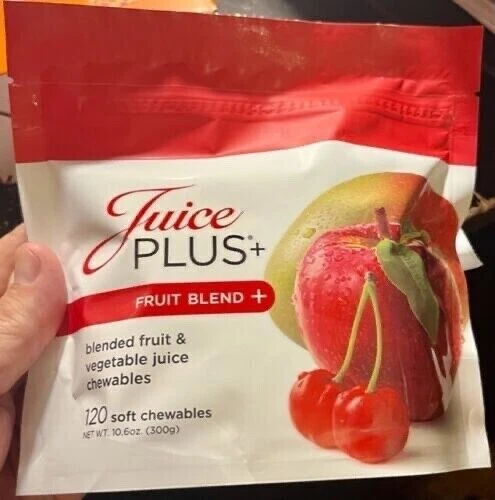 Juice
PLUS®+
FRUIT BLEND +
blended fruit &
vegetable juice
chewables
120 soft chewables
NET WT. 10.6oz. (300g)